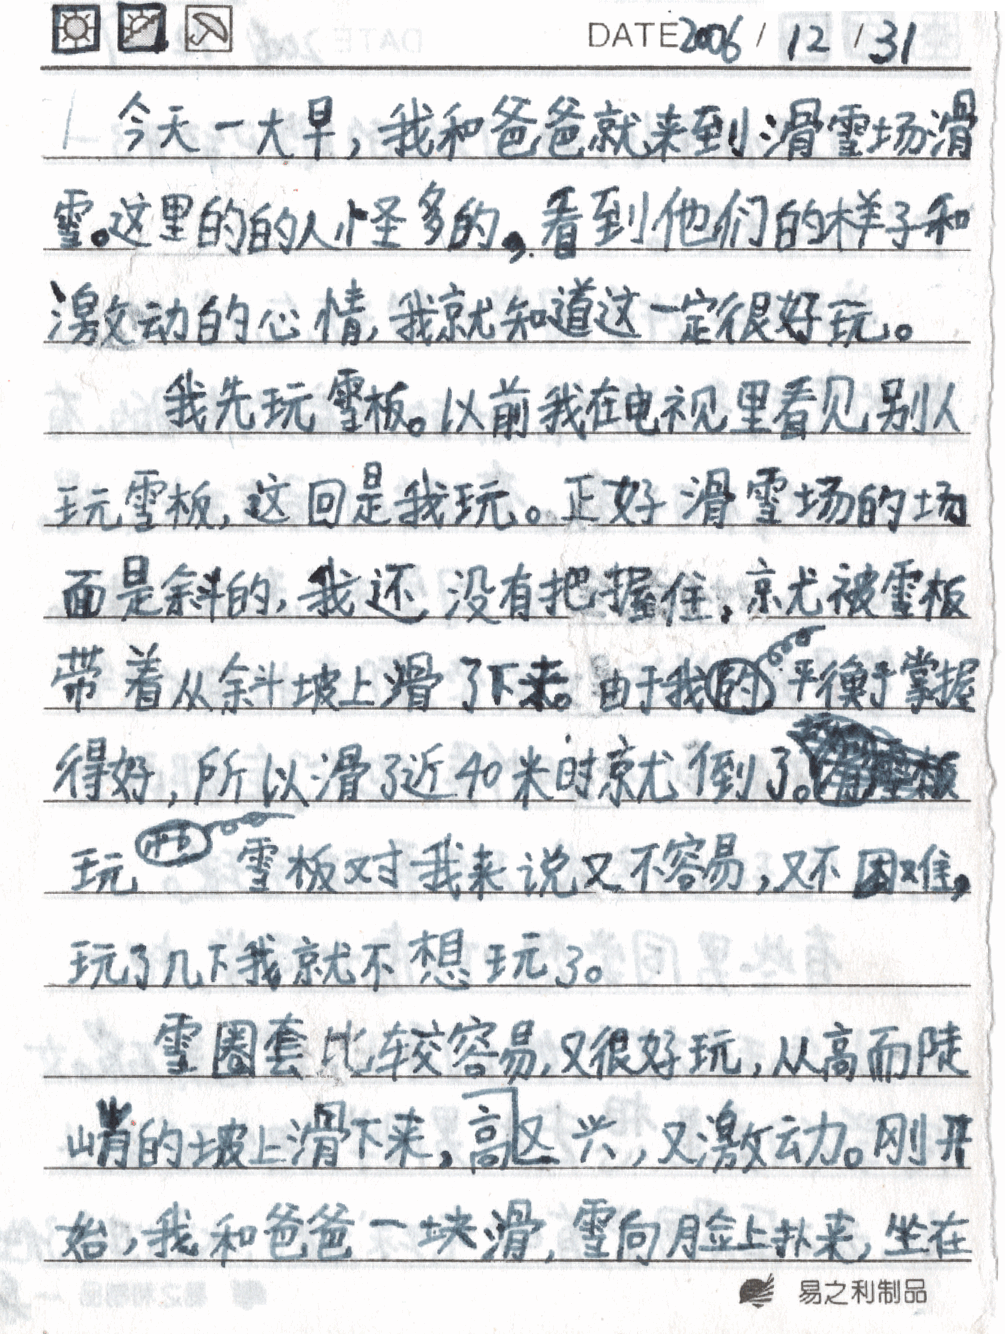 DATE 2006 / 12 / 31
今天一大早,我和爸爸就来到滑雪场滑
雪。这里的的人怪多的,看到他们的样子和
激动的心情,我就知道这一定很好玩。
我先玩雪板。以前我在电视里看见别人
玩雪板,这回是我玩。正好滑雪场的场
面是斜的,我还没有把握住,就被雪板
带着从斜坡上滑了下来。由于我平衡于掌握
得好,所以滑了近40米时就倒了。
玩雪板对我来说又不容易,又不困难,
玩了几下我就不想玩了。
雪圈套比较容易,又很好玩,从高而陡
峭的坡上滑下来,高又兴,又激动。刚开
始,我和爸爸一块滑,雪向脸上扑来,坐在
易之利制品